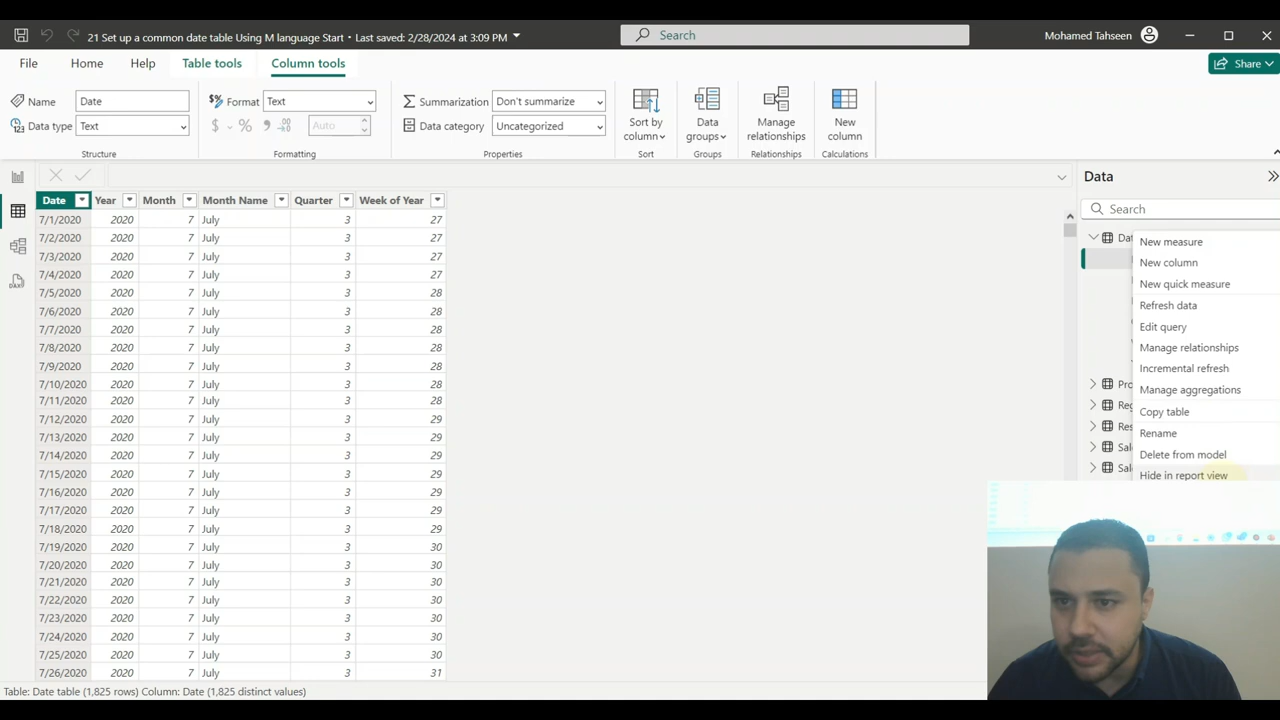 21 Set up a common date table Using M language Start • Last saved: 2/28/2024 at 3:09 PM
Search
Mohamed Tahseen
File Home Help Table tools Column tools
Share
Name Date
Format Text
Summarization Don't summarize
Data type Text
$ % Auto
Data category Uncategorized
Sort by column
Data groups
Manage relationships
New column
Structure Formatting Properties Sort Groups Relationships Calculations
Data
Search
Date Year Month Month Name Quarter Week of Year
7/1/2020 2020 7 July 3 27
7/2/2020 2020 7 July 3 27
7/3/2020 2020 7 July 3 27
7/4/2020 2020 7 July 3 27
7/5/2020 2020 7 July 3 28
7/6/2020 2020 7 July 3 28
7/7/2020 2020 7 July 3 28
7/8/2020 2020 7 July 3 28
7/9/2020 2020 7 July 3 28
7/10/2020 2020 7 July 3 28
7/11/2020 2020 7 July 3 28
7/12/2020 2020 7 July 3 29
7/13/2020 2020 7 July 3 29
7/14/2020 2020 7 July 3 29
7/15/2020 2020 7 July 3 29
7/16/2020 2020 7 July 3 29
7/17/2020 2020 7 July 3 29
7/18/2020 2020 7 July 3 29
7/19/2020 2020 7 July 3 30
7/20/2020 2020 7 July 3 30
7/21/2020 2020 7 July 3 30
7/22/2020 2020 7 July 3 30
7/23/2020 2020 7 July 3 30
7/24/2020 2020 7 July 3 30
7/25/2020 2020 7 July 3 30
7/26/2020 2020 7 July 3 31
Dat
Pro
Reg
Res
Sal
Sal
New measure
New column
New quick measure
Refresh data
Edit query
Manage relationships
Incremental refresh
Manage aggregations
Copy table
Rename
Delete from model
Hide in report view
Table: Date table (1,825 rows) Column: Date (1,825 distinct values)